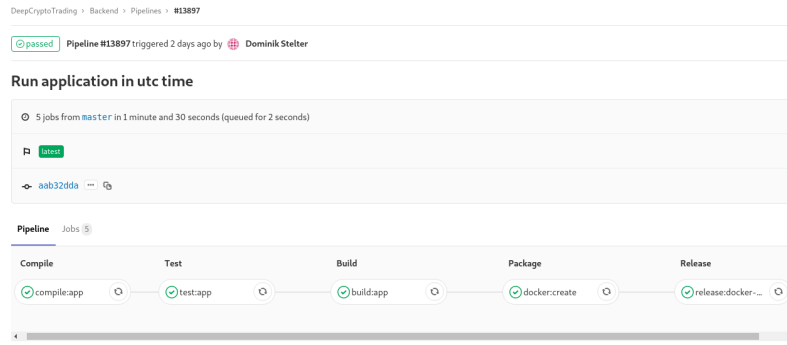 DeepCryptoTrading > Backend > Pipelines > #13897
passed Pipeline #13897 triggered 2 days ago by Dominik Stelter
Run application in utc time
5 jobs from master in 1 minute and 30 seconds (queued for 2 seconds)
latest
aab32dda
Pipeline Jobs 5
Compile Test Build Package Release
compile:app test:app build:app docker:create release:docker-...